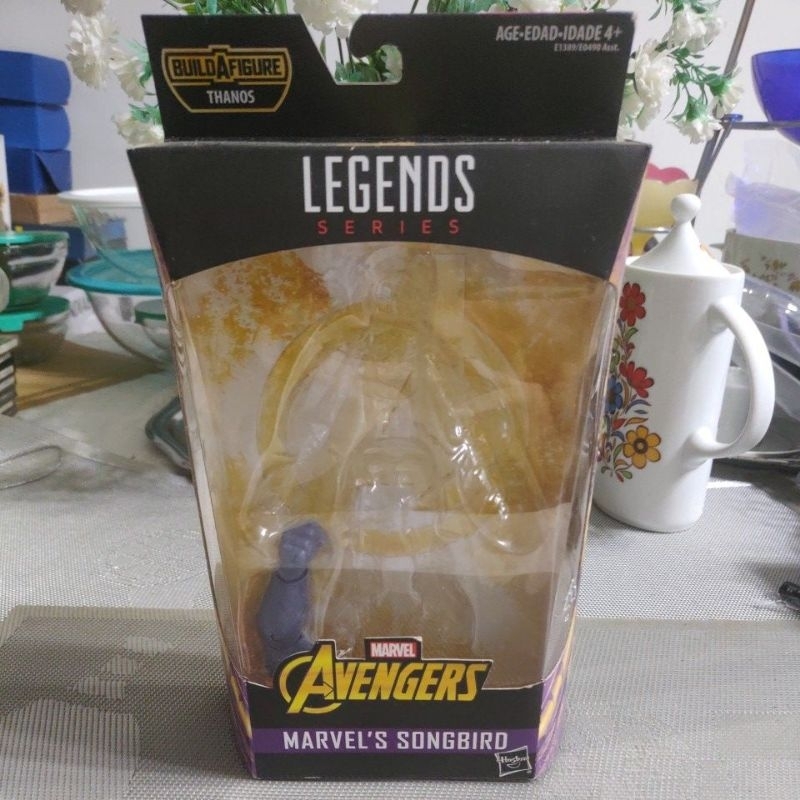 BUILD A FIGURE
THANOS
AGE•EDAD•IDADE 4+
E1389/E0490 Asst.
LEGENDS
SERIES
MARVEL
AVENGERS
MARVEL'S SONGBIRD
Hasbro